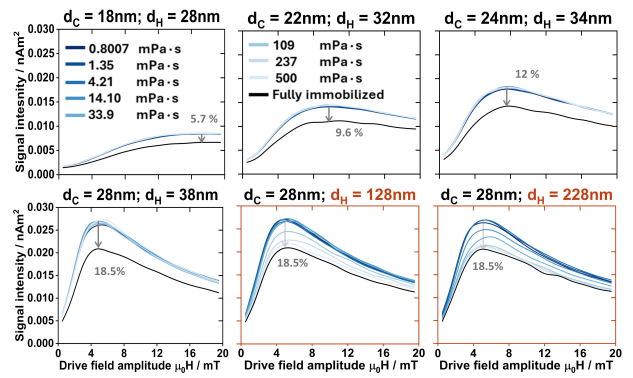 d_C = 18nm; d_H = 28nm
d_C = 22nm; d_H = 32nm
d_C = 24nm; d_H = 34nm
Signal intesnity / nAm²
0.030
0.025
0.020
0.015
0.010
0.005
0.000
0.8007 mPa·s
1.35 mPa·s
4.21 mPa·s
14.10 mPa·s
33.9 mPa·s
5.7 %
109 mPa·s
237 mPa·s
500 mPa·s
Fully immobilized
9.6 %
12 %
d_C = 28nm; d_H = 38nm
d_C = 28nm; d_H = 128nm
d_C = 28nm; d_H = 228nm
Signal intensity / nAm²
0.030
0.025
0.020
0.015
0.010
0.005
0.000
18.5%
18.5%
18.5%
0 4 8 12 16 20
0 4 8 12 16 20
0 4 8 12 16 20
Drive field amplitude μ₀H / mT
Drive field amplitude μ₀H / mT
Drive field amplitude μ₀H / mT